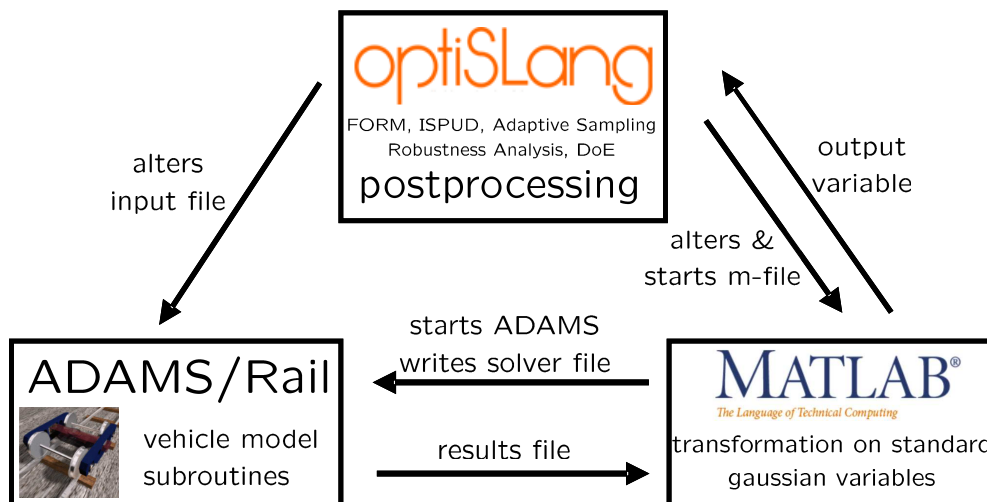 optiSLang
FORM, ISPUD, Adaptive Sampling
Robustness Analysis, DoE
postprocessing
alters
input file
output
variable
alters &
starts m-file
starts ADAMS
writes solver file
results file
ADAMS/Rail
vehicle model
subroutines
MATLAB®
The Language of Technical Computing
transformation on standard
gaussian variables